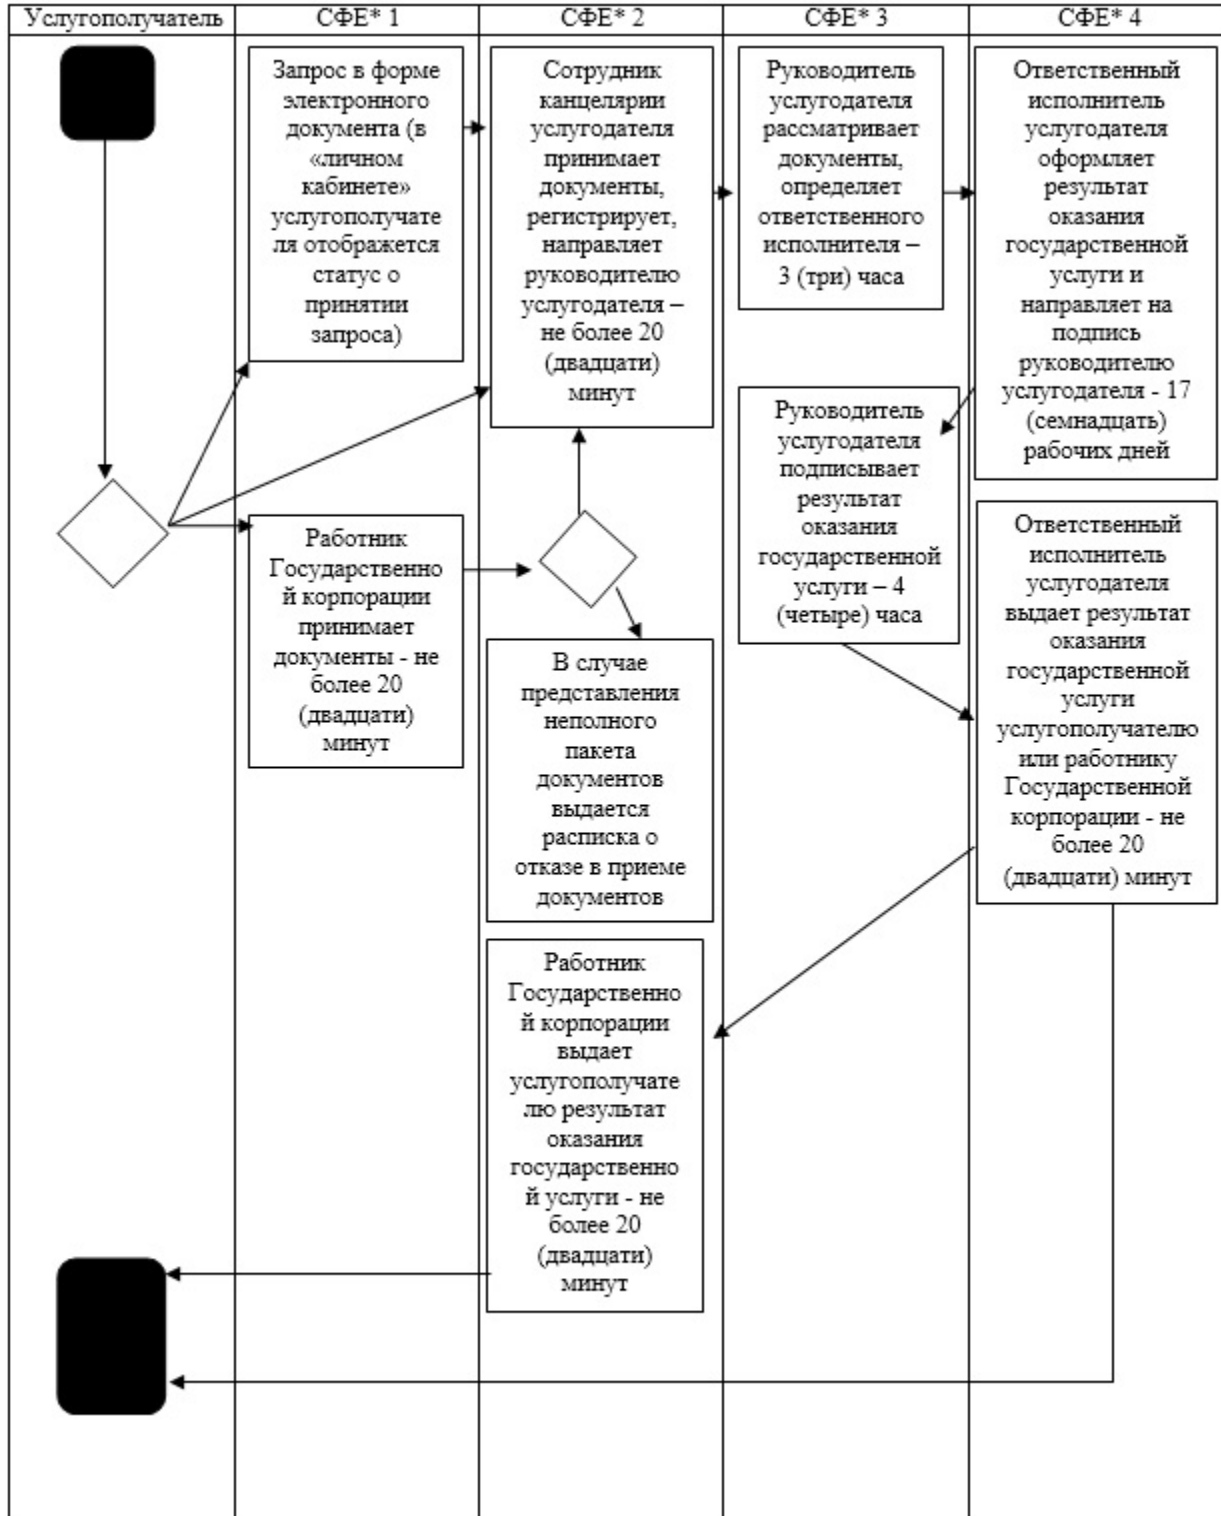 Услугополучатель
СФЕ* 1
СФЕ* 2
СФЕ* 3
СФЕ* 4
Запрос в форме
электронного
документа (в
«личном
кабинете»
услугополучате
ля отображется
статус о
принятии
запроса)
Сотрудник
канцелярии
услугодателя
принимает
документы,
регистрирует,
направляет
руководителю
услугодателя –
не более 20
(двадцати)
минут
Руководитель
услугодателя
рассматривает
документы,
определяет
ответственного
исполнителя –
3 (три) часа
Ответственный
исполнитель
услугодателя
оформляет
результат
оказания
государственной
услуги и
направляет на
подпись
руководителю
услугодателя - 17
(семнадцать)
рабочих дней
Руководитель
услугодателя
подписывает
результат
оказания
государственной
услуги – 4
(четыре) часа
Работник
Государственно
й корпорации
принимает
документы - не
более 20
(двадцати)
минут
Ответственный
исполнитель
услугодателя
выдает результат
оказания
государственной
услуги
услугополучателю
или работнику
Государственной
корпорации - не
более 20
(двадцати) минут
В случае
представления
неполного
пакета
документов
выдается
расписка о
отказе в приеме
документов
Работник
Государственно
й корпорации
выдает
услугополучате
лю результат
оказания
государственно
й услуги - не
более 20
(двадцати)
минут